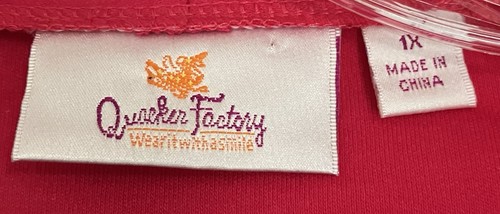 Quacker Factory
Wear it with a smile
1X
MADE IN
CHINA